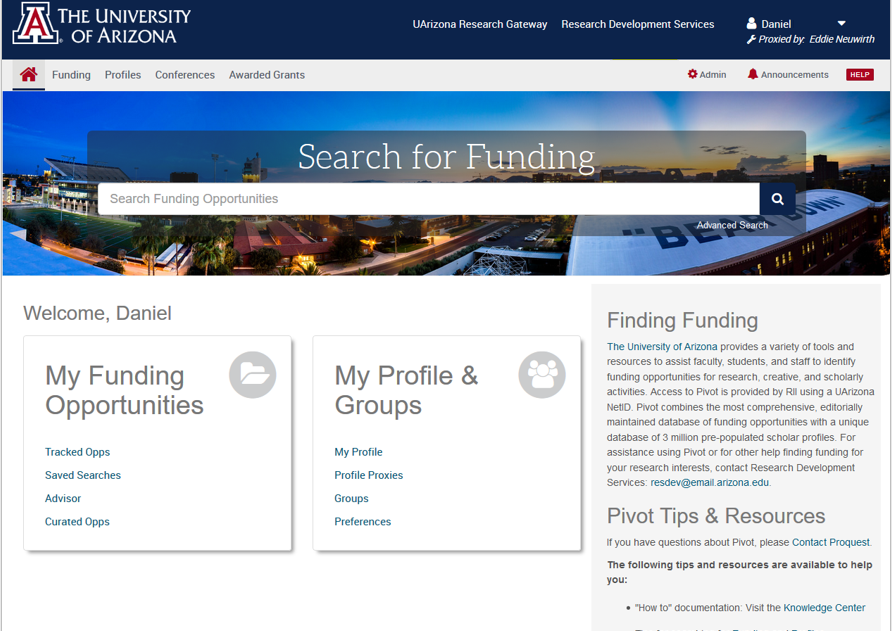 THE UNIVERSITY
OF ARIZONA
UArizona Research Gateway
Research Development Services
Daniel
Proxied by: Eddie Neuwirth
Funding
Profiles
Conferences
Awarded Grants
Admin
Announcements
HELP
Search for Funding
Search Funding Opportunities
Advanced Search
"BEAR DOWN"
Welcome, Daniel
My Funding
Opportunities
Tracked Opps
Saved Searches
Advisor
Curated Opps
My Profile &
Groups
My Profile
Profile Proxies
Groups
Preferences
Finding Funding
The University of Arizona provides a variety of tools and
resources to assist faculty, students, and staff to identify
funding opportunities for research, creative, and scholarly
activities. Access to Pivot is provided by RII using a UArizona
NetID. Pivot combines the most comprehensive, editorially
maintained database of funding opportunities with a unique
database of 3 million pre-populated scholar profiles. For
assistance using Pivot or for other help finding funding for
your research interests, contact Research Development
Services: resdev@email.arizona.edu.
Pivot Tips & Resources
If you have questions about Pivot, please Contact Proquest.
The following tips and resources are available to help
you:
• "How to" documentation: Visit the Knowledge Center